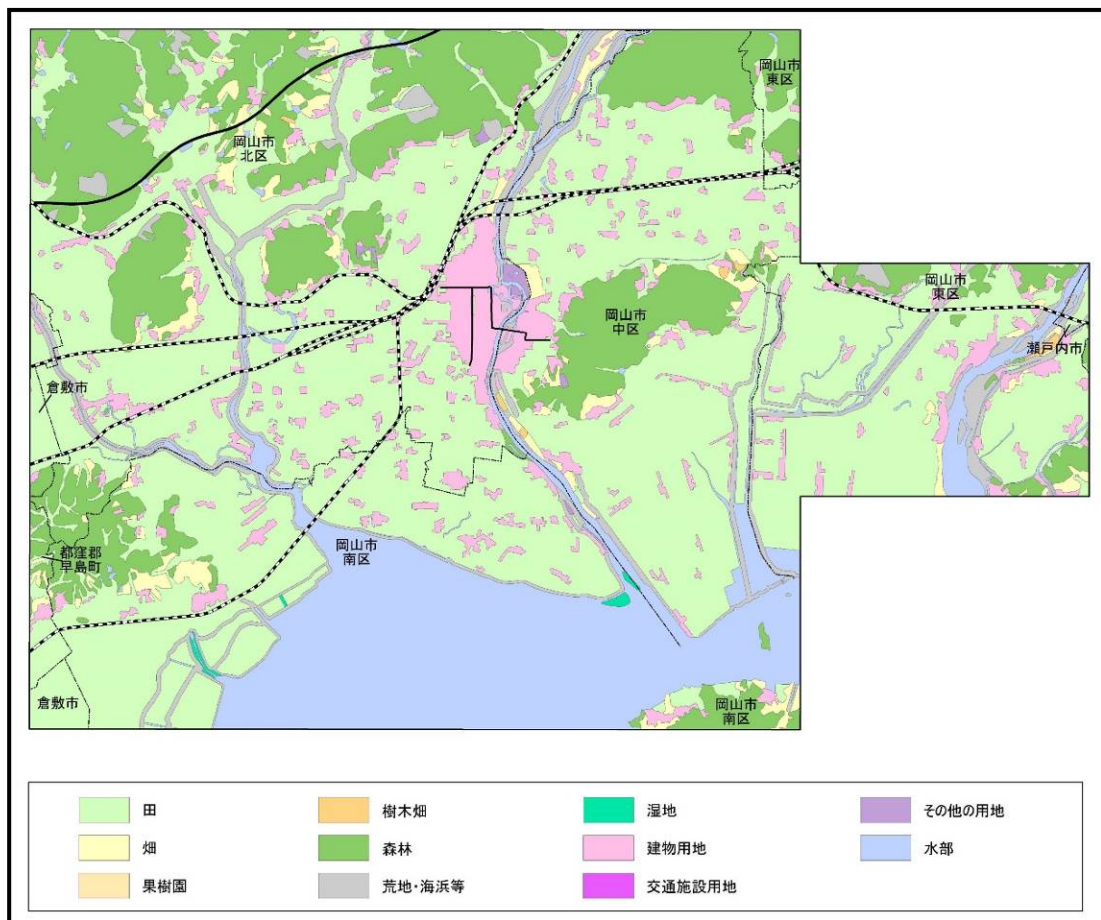 岡山市
東区
岡山市
北区
岡山市
東区
岡山市
中区
瀬戸内市
倉敷市
岡山市
南区
都窪郡
早島町
倉敷市
岡山市
南区
田
樹木畑
湿地
その他の用地
畑
森林
建物用地
水部
果樹園
荒地・海浜等
交通施設用地